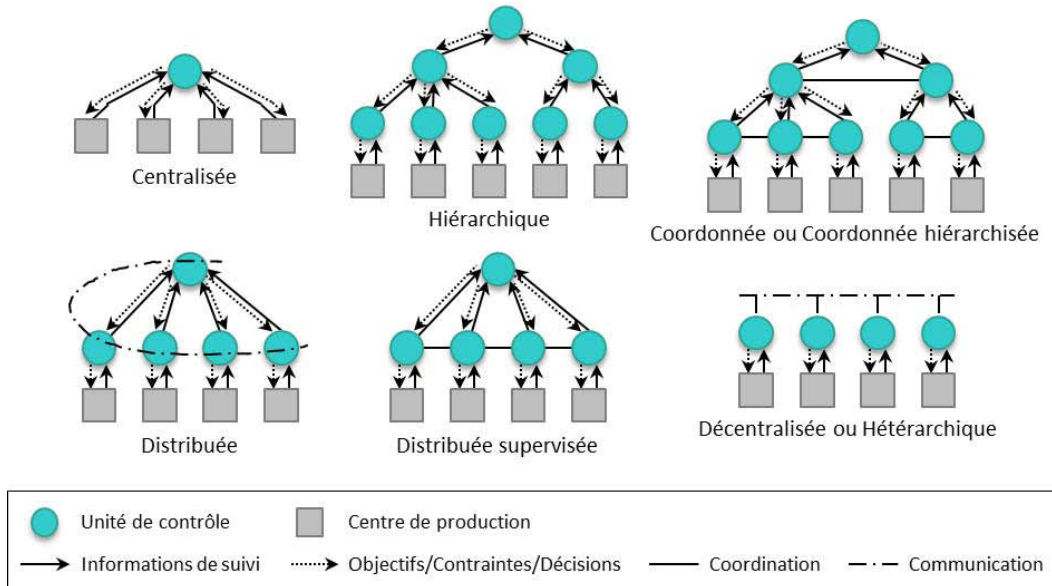 Centralisée
Hiérarchique
Coordonnée ou Coordonnée hiérarchisée
Distribuée
Distribuée supervisée
Décentralisée ou Hétérarchique
Unité de contrôle
Centre de production
Informations de suivi
Objectifs/Contraintes/Décisions
Coordination
Communication